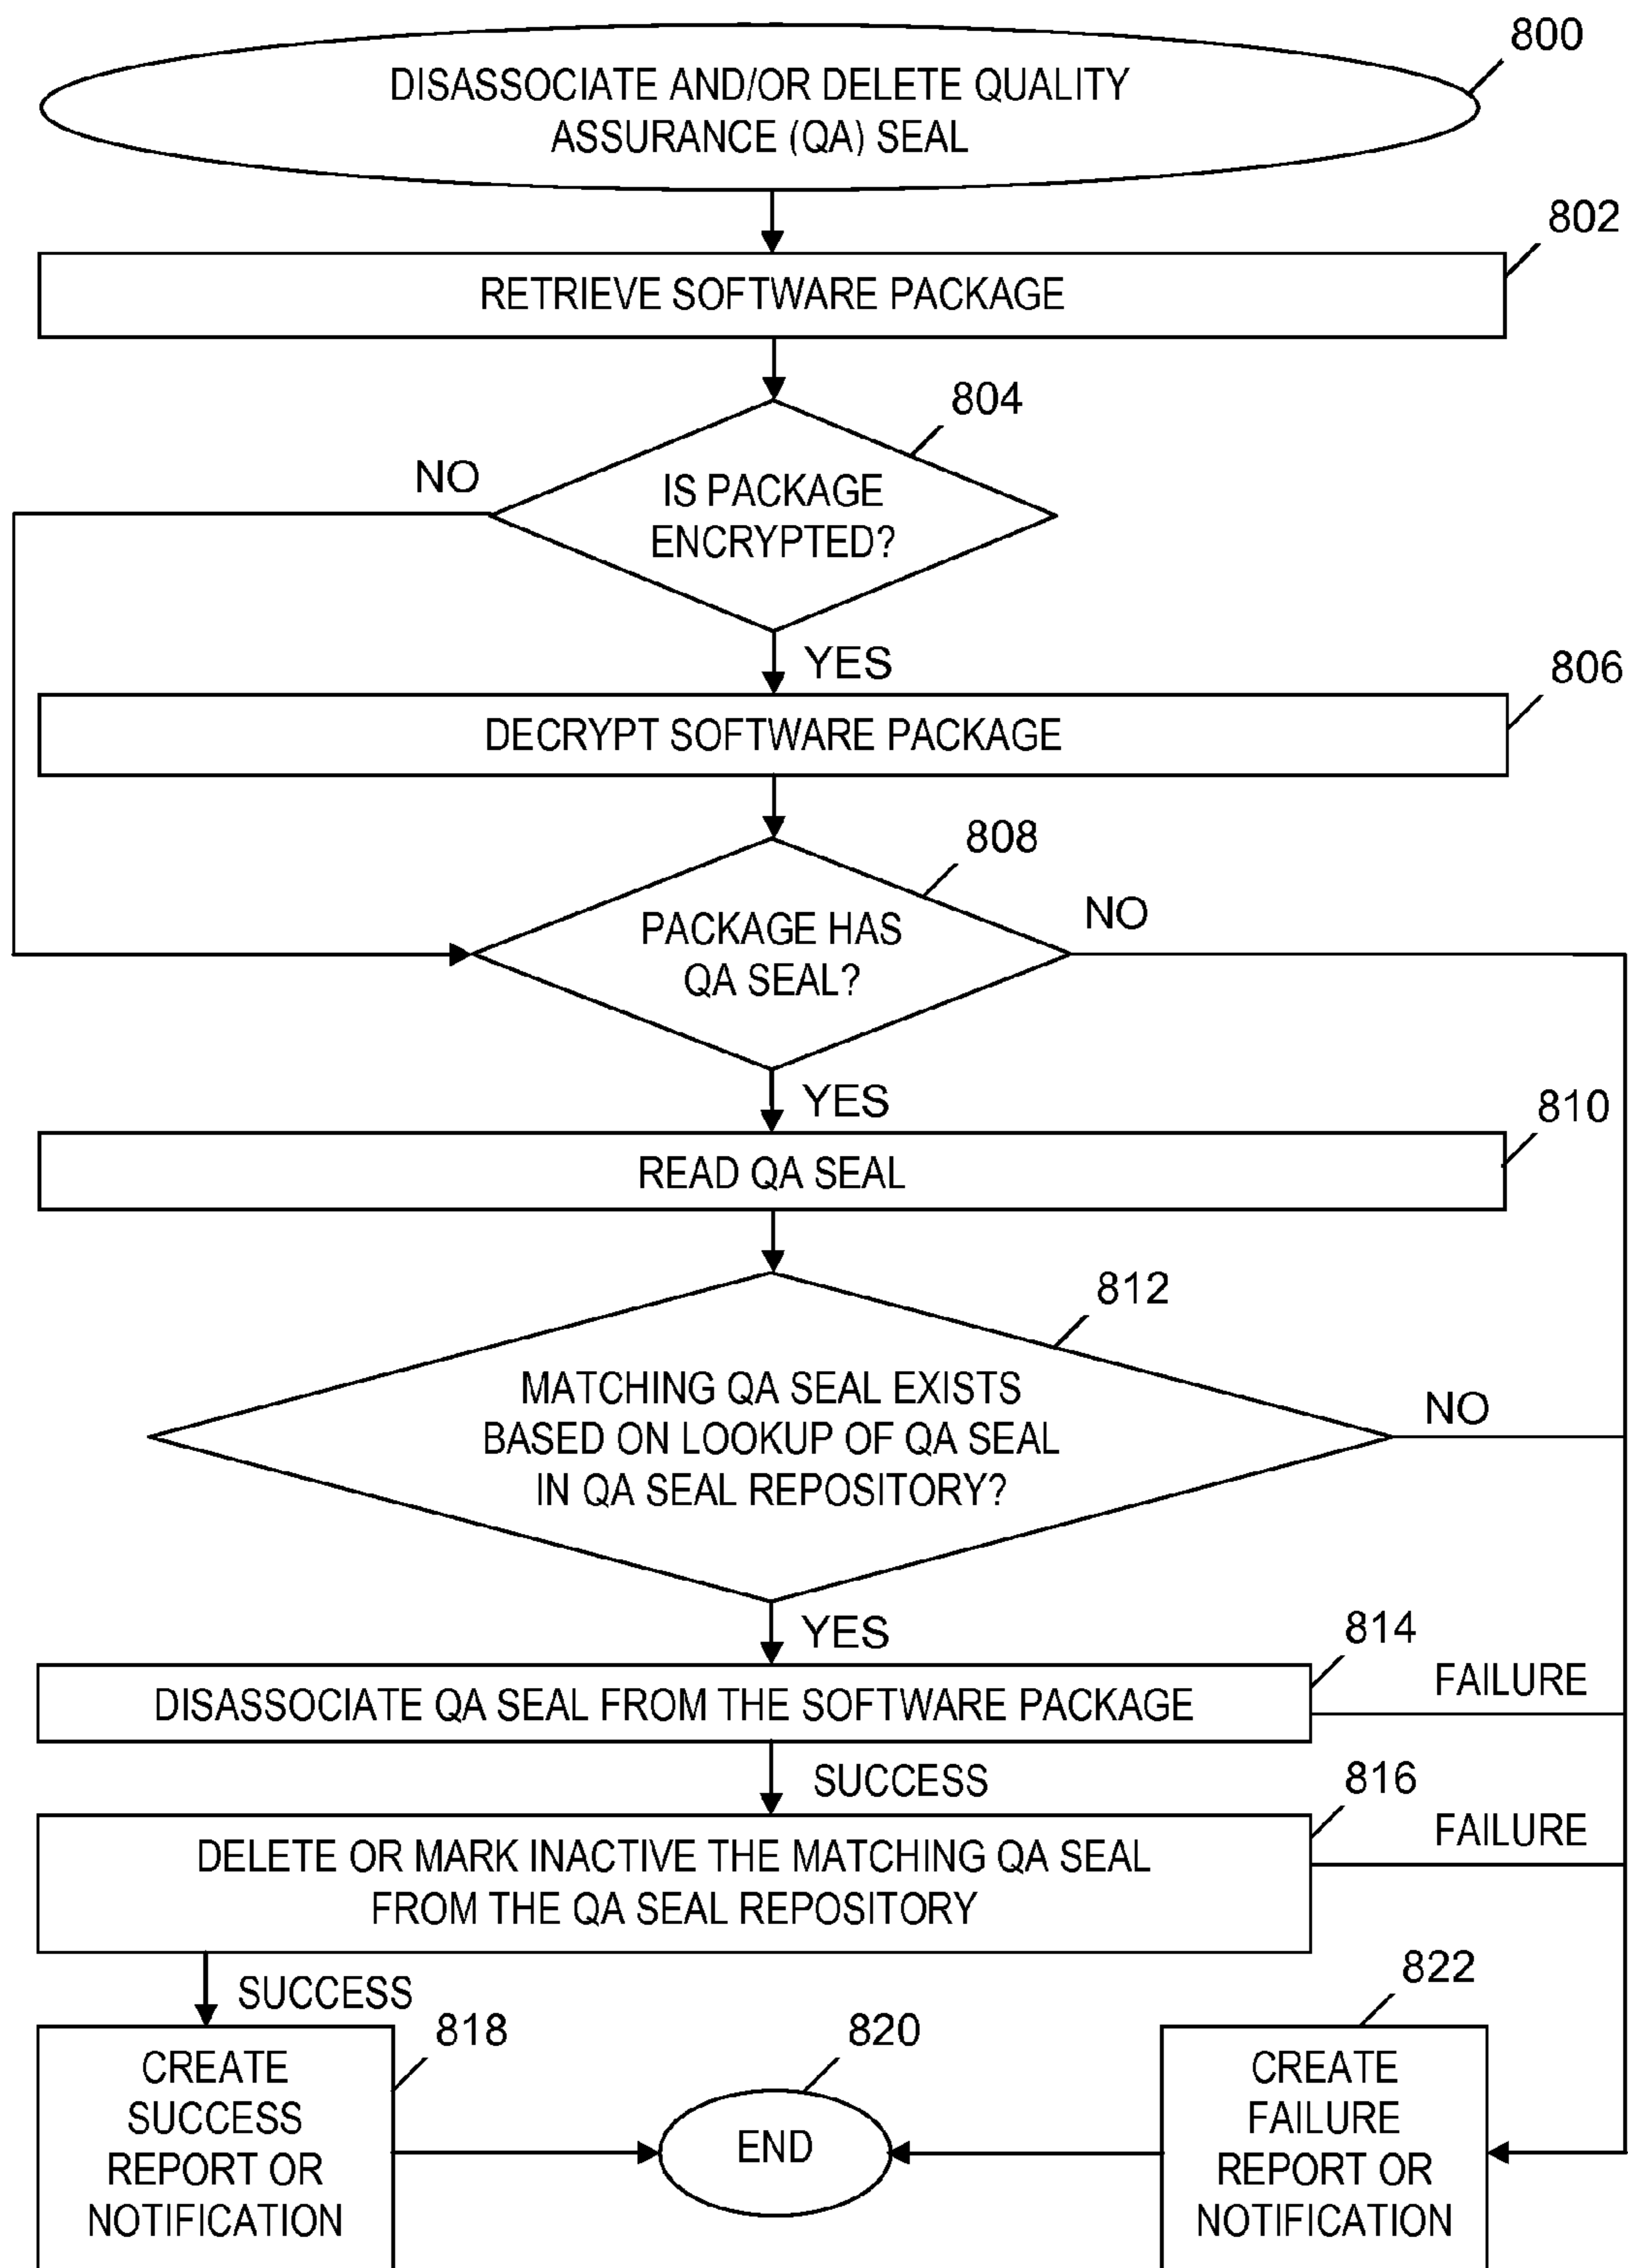 800
DISASSOCIATE AND/OR DELETE QUALITY
ASSURANCE (QA) SEAL
802
RETRIEVE SOFTWARE PACKAGE
804
NO
IS PACKAGE
ENCRYPTED?
YES
806
DECRYPT SOFTWARE PACKAGE
808
NO
PACKAGE HAS
QA SEAL?
YES
810
READ QA SEAL
812
MATCHING QA SEAL EXISTS
BASED ON LOOKUP OF QA SEAL
IN QA SEAL REPOSITORY?
NO
YES
814
FAILURE
DISASSOCIATE QA SEAL FROM THE SOFTWARE PACKAGE
SUCCESS
816
FAILURE
DELETE OR MARK INACTIVE THE MATCHING QA SEAL
FROM THE QA SEAL REPOSITORY
SUCCESS
818
CREATE
SUCCESS
REPORT OR
NOTIFICATION
820
END
822
CREATE
FAILURE
REPORT OR
NOTIFICATION